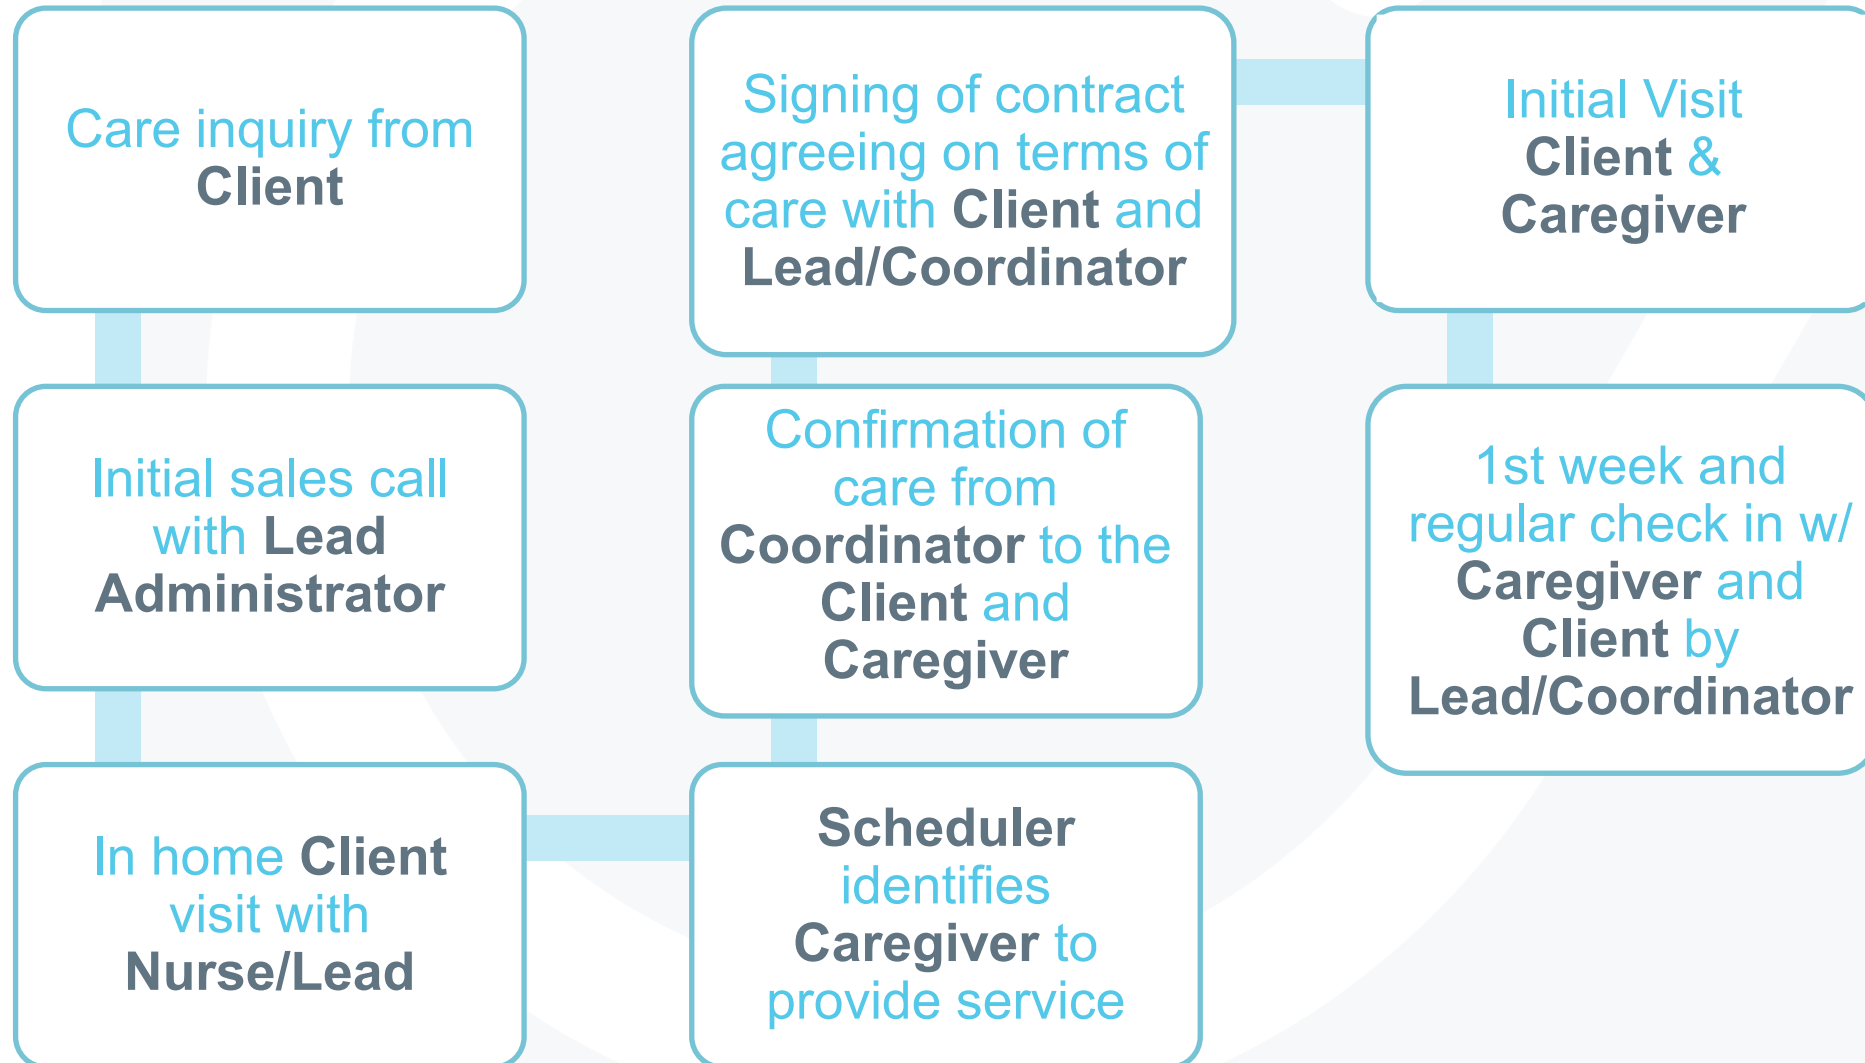 Care inquiry from
Client
Initial sales call
with Lead
Administrator
In home Client
visit with
Nurse/Lead
Scheduler
identifies
Caregiver to
provide service
Confirmation of
care from
Coordinator to the
Client and
Caregiver
Signing of contract
agreeing on terms of
care with Client and
Lead/Coordinator
Initial Visit
Client &
Caregiver
1st week and
regular check in w/
Caregiver and
Client by
Lead/Coordinator